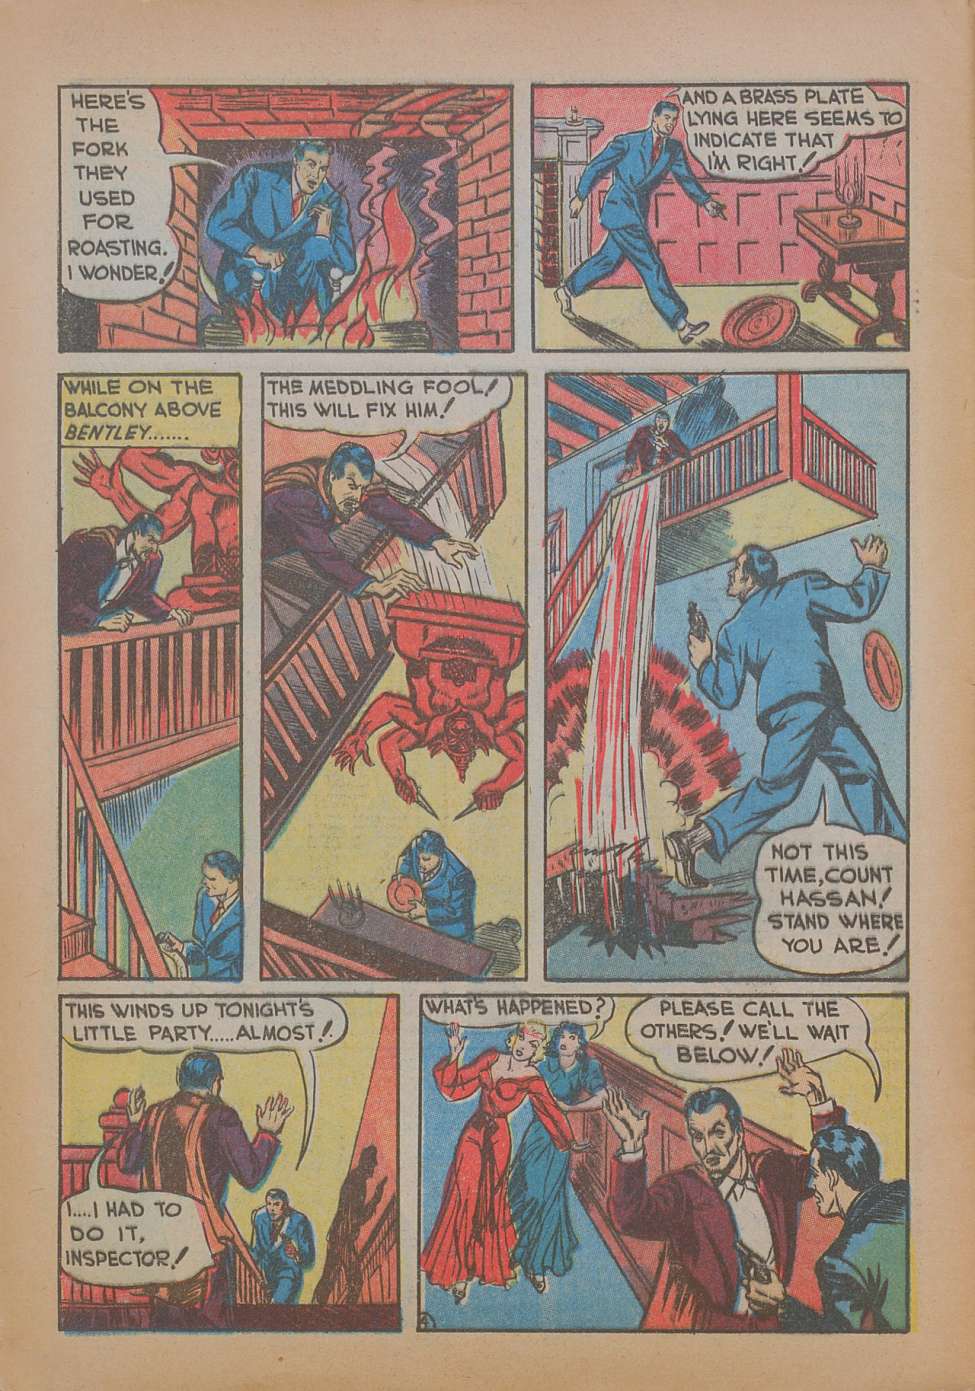 HERE'S
THE
FORK
THEY
USED
FOR
ROASTING.
I WONDER!
AND A BRASS PLATE
LYING HERE SEEMS TO
INDICATE THAT
I'M RIGHT!
WHILE ON THE
BALCONY ABOVE
BENTLEY.......
THE MEDDLING FOOL!
THIS WILL FIX HIM!
NOT THIS
TIME, COUNT
HASSAN!
STAND WHERE
YOU ARE!
THIS WINDS UP TONIGHT'S
LITTLE PARTY.....ALMOST!
I....I HAD TO
DO IT,
INSPECTOR!
WHAT'S HAPPENED?
PLEASE CALL THE
OTHERS! WE'LL WAIT
BELOW!
4